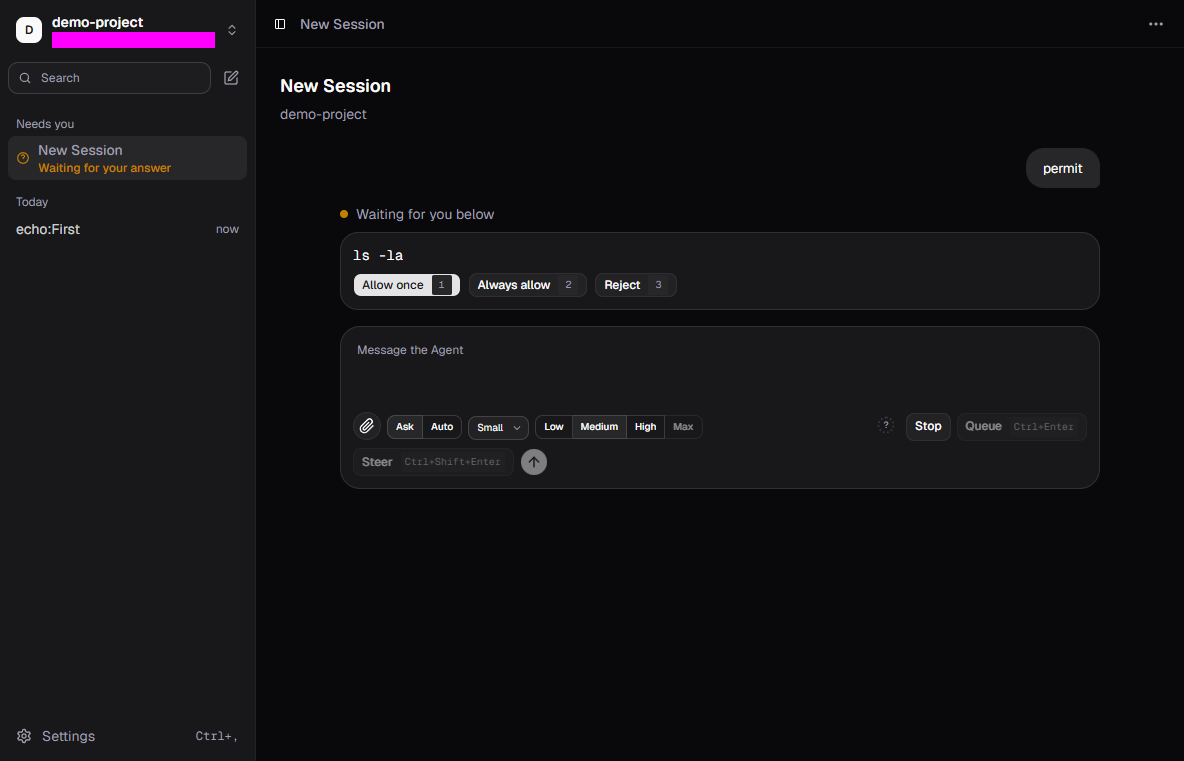 D
demo-project
Search
Needs you
New Session
Waiting for your answer
Today
echo:First now
Settings Ctrl+,
New Session
New Session
demo-project
permit
Waiting for you below
ls -la
Allow once 1 Always allow 2 Reject 3
Message the Agent
Ask Auto Small Low Medium High Max ? Stop Queue Ctrl+Enter
Steer Ctrl+Shift+Enter